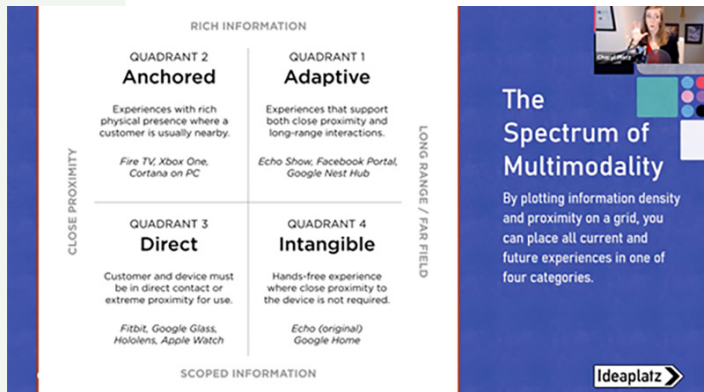 RICH INFORMATION
QUADRANT 2
Anchored
Experiences with rich
physical presence where a
customer is usually nearby.
Fire TV, Xbox One,
Cortana on PC
QUADRANT 1
Adaptive
Experiences that support
both close proximity and
long-range interactions.
Echo Show, Facebook Portal,
Google Nest Hub
CLOSE PROXIMITY
LONG RANGE / FAR FIELD
QUADRANT 3
Direct
Customer and device must
be in direct contact or
extreme proximity for use.
Fitbit, Google Glass,
Hololens, Apple Watch
QUADRANT 4
Intangible
Hands-free experience
where close proximity to
the device is not required.
Echo (original)
Google Home
SCOPED INFORMATION
Cheryl Platz
The
Spectrum of
Multimodality
By plotting information density
and proximity on a grid, you
can place all current and
future experiences in one of
four categories.
Ideaplatz